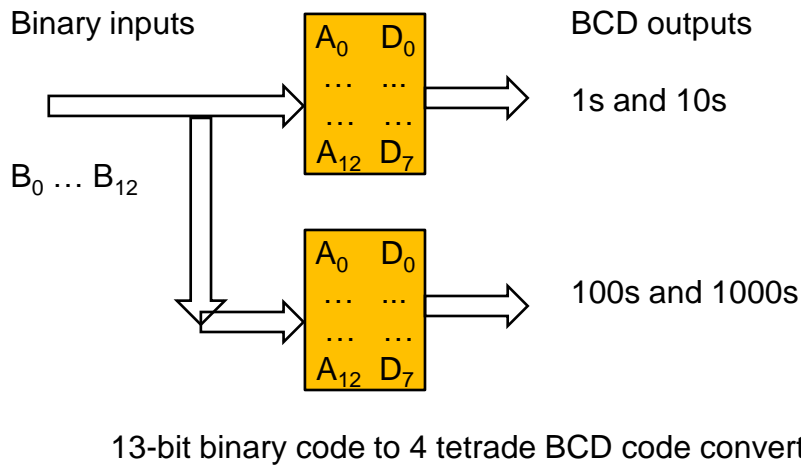 Binary inputs
BCD outputs
A₀ D₀
... ...
... ...
A₁₂ D₇
1s and 10s
B₀ … B₁₂
A₀ D₀
... ...
... ...
A₁₂ D₇
100s and 1000s
13-bit binary code to 4 tetrade BCD code convert